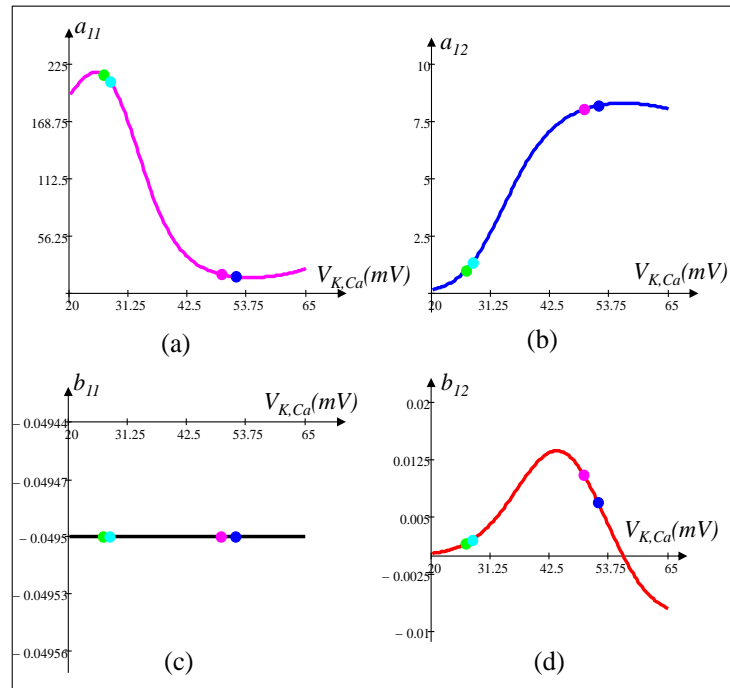 a11
225
168.75
112.5
56.25
VK,Ca(mV)
20 31.25 42.5 53.75 65
(a)
a12
10
7.5
5
2.5
VK,Ca(mV)
20 31.25 42.5 53.75 65
(b)
b11
VK,Ca(mV)
– 0.04944
20 31.25 42.5 53.75 65
– 0.04947
– 0.0495
– 0.04953
– 0.04956
(c)
b12
0.02
0.0125
0.005
VK,Ca(mV)
20 31.25 42.5 53.75 65
– 0.0025
– 0.01
(d)